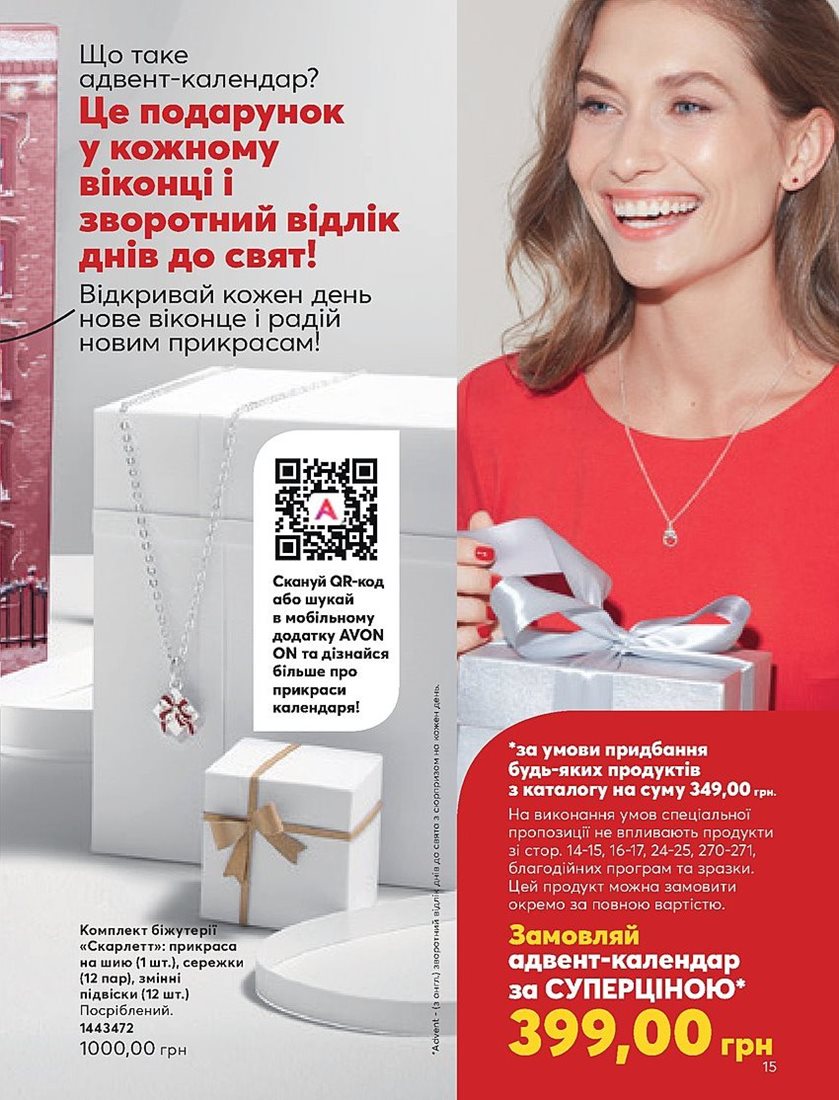 Що таке
адвент-календар?
Це подарунок
у кожному
віконці і
зворотний відлік
днів до свят!
Відкривай кожен день
нове віконце і радій
новим прикрасам!
Скануй QR-код
або шукай
в мобільному
додатку AVON
ON та дізнайся
більше про
прикраси
календаря!
Комплект біжутерії
«Скарлетт»: прикраса
на шию (1 шт.), сережки
(12 пар), змінні
підвіски (12 шт.)
Посріблений.
1443472
1000,00 грн
*Advent - (з англ.) зворотний відлік днів до свята з сюрпризом на кожен день.
*за умови придбання
будь-яких продуктів
з каталогу на суму 349,00 грн.
На виконання умов спеціальної
пропозиції не впливають продукти
зі стор. 14-15, 16-17, 24-25, 270-271,
благодійних програм та зразки.
Цей продукт можна замовити
окремо за повною вартістю.
Замовляй
адвент-календар
за СУПЕРЦІНОЮ*
399,00 грн
15